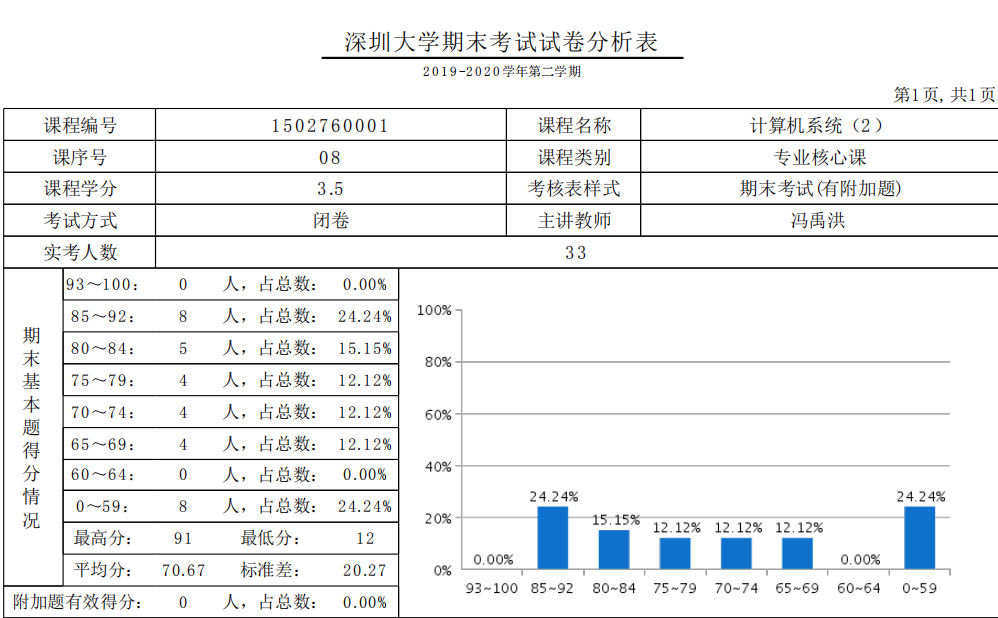 深圳大学期末考试试卷分析表
2019-2020学年第二学期
第1页, 共1页
课程编号 1502760001 课程名称 计算机系统（2）
课序号 08 课程类别 专业核心课
课程学分 3.5 考核表样式 期末考试(有附加题)
考试方式 闭卷 主讲教师 冯禹洪
实考人数 33
期末基本题得分情况
93～100： 0 人，占总数： 0.00%
85～92： 8 人，占总数： 24.24%
80～84： 5 人，占总数： 15.15%
75～79： 4 人，占总数： 12.12%
70～74： 4 人，占总数： 12.12%
65～69： 4 人，占总数： 12.12%
60～64： 0 人，占总数： 0.00%
0～59： 8 人，占总数： 24.24%
最高分： 91 最低分： 12
平均分： 70.67 标准差： 20.27
附加题有效得分： 0 人，占总数： 0.00%
100%
80%
60%
40%
20%
0%
0.00% 24.24% 15.15% 12.12% 12.12% 12.12% 0.00% 24.24%
93~100 85~92 80~84 75~79 70~74 65~69 60~64 0~59